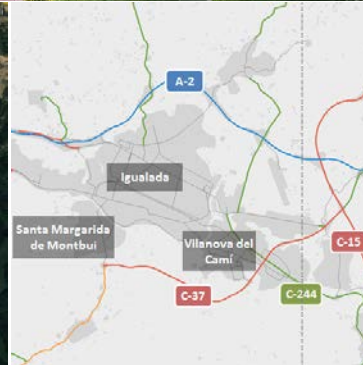 A-2
Igualada
Santa Margarida
de Montbui
Vilanova del
Camí
C-15
C-37
C-244